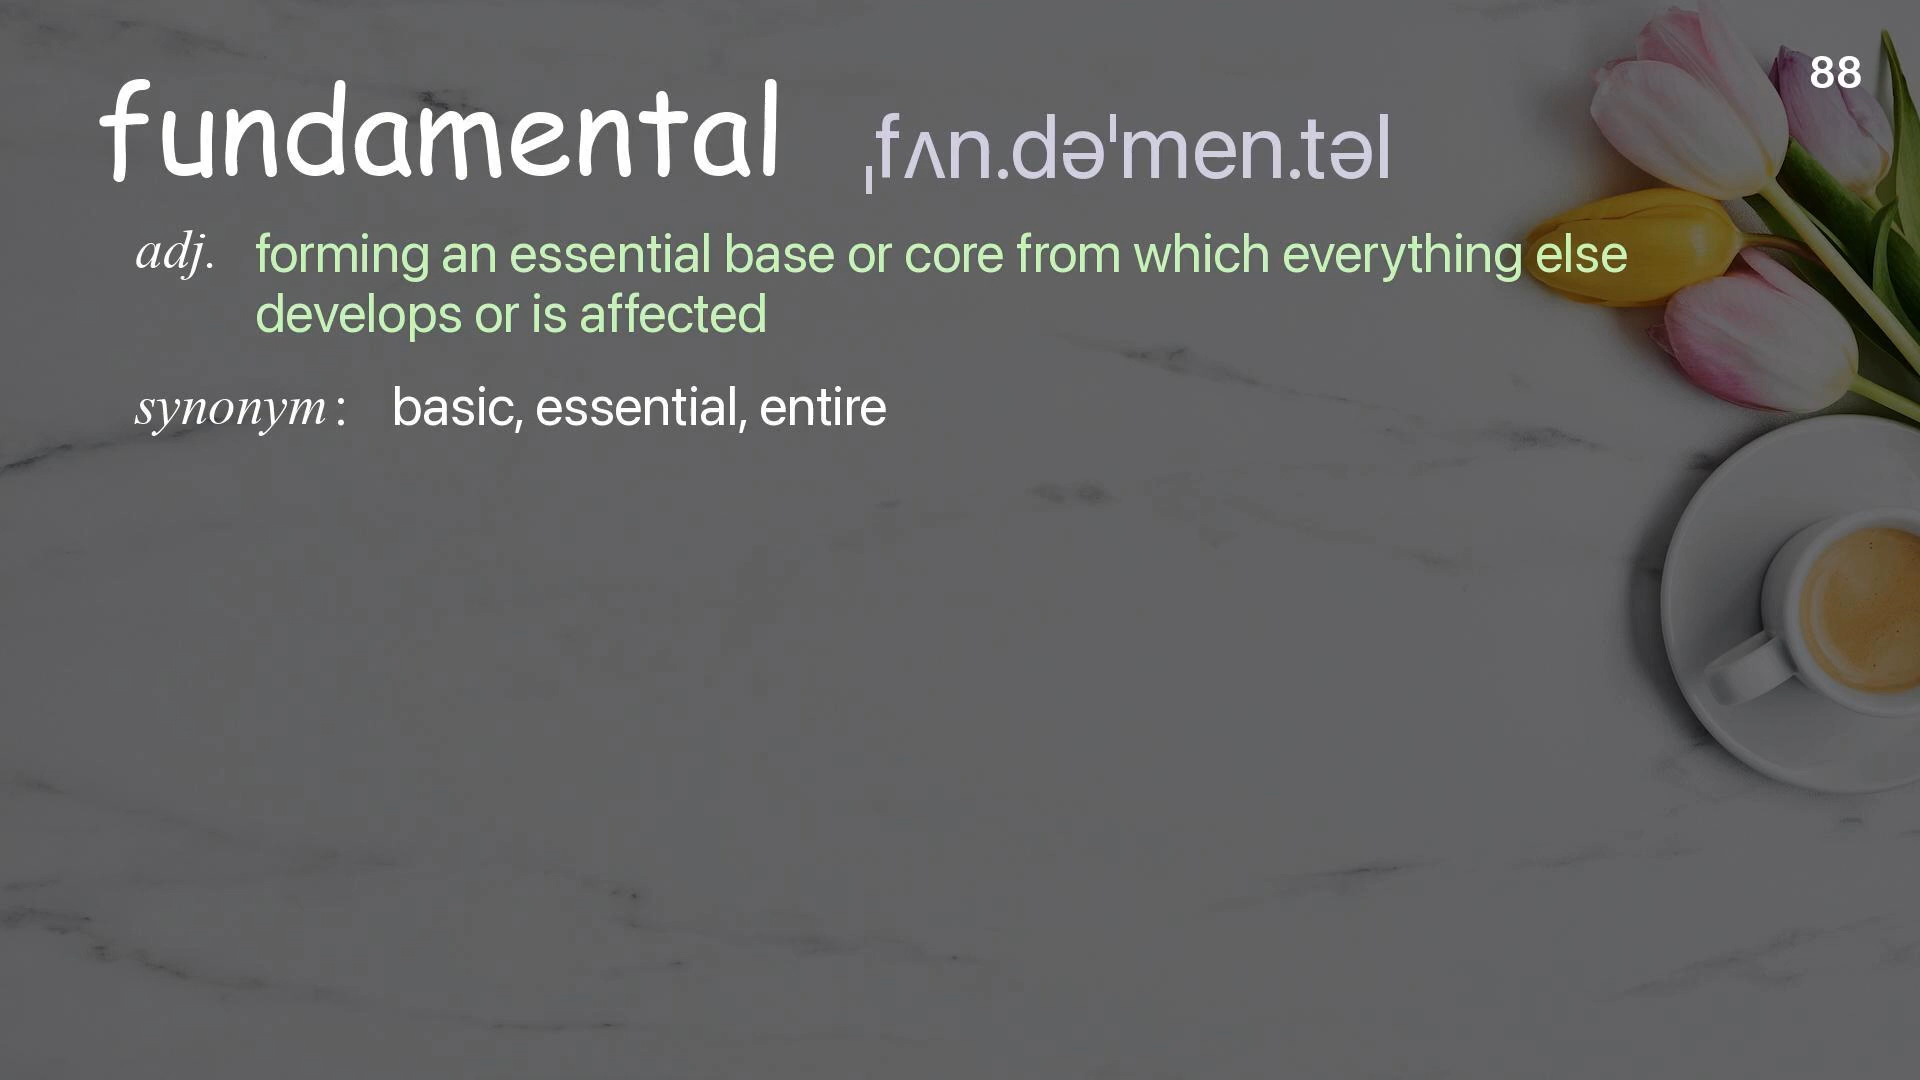 88
fundamental ˌfʌn.dəˈmen.təl
adj. forming an essential base or core from which everything else
develops or is affected
synonym: basic, essential, entire